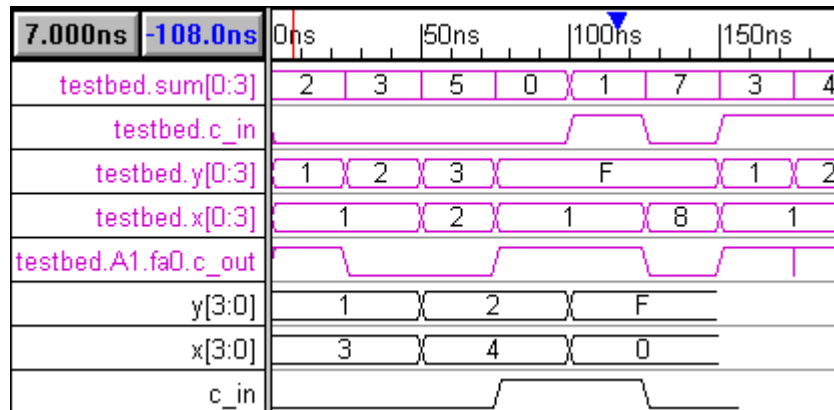 7.000ns -108.0ns 0ns 50ns 100ns 150ns
testbed.sum[0:3] 2 3 5 0 1 7 3 4
testbed.c_in
testbed.y[0:3] 1 2 3 F 1 2
testbed.x[0:3] 1 2 1 8 1
testbed.A1.fa0.c_out
y[3:0] 1 2 F
x[3:0] 3 4 0
c_in